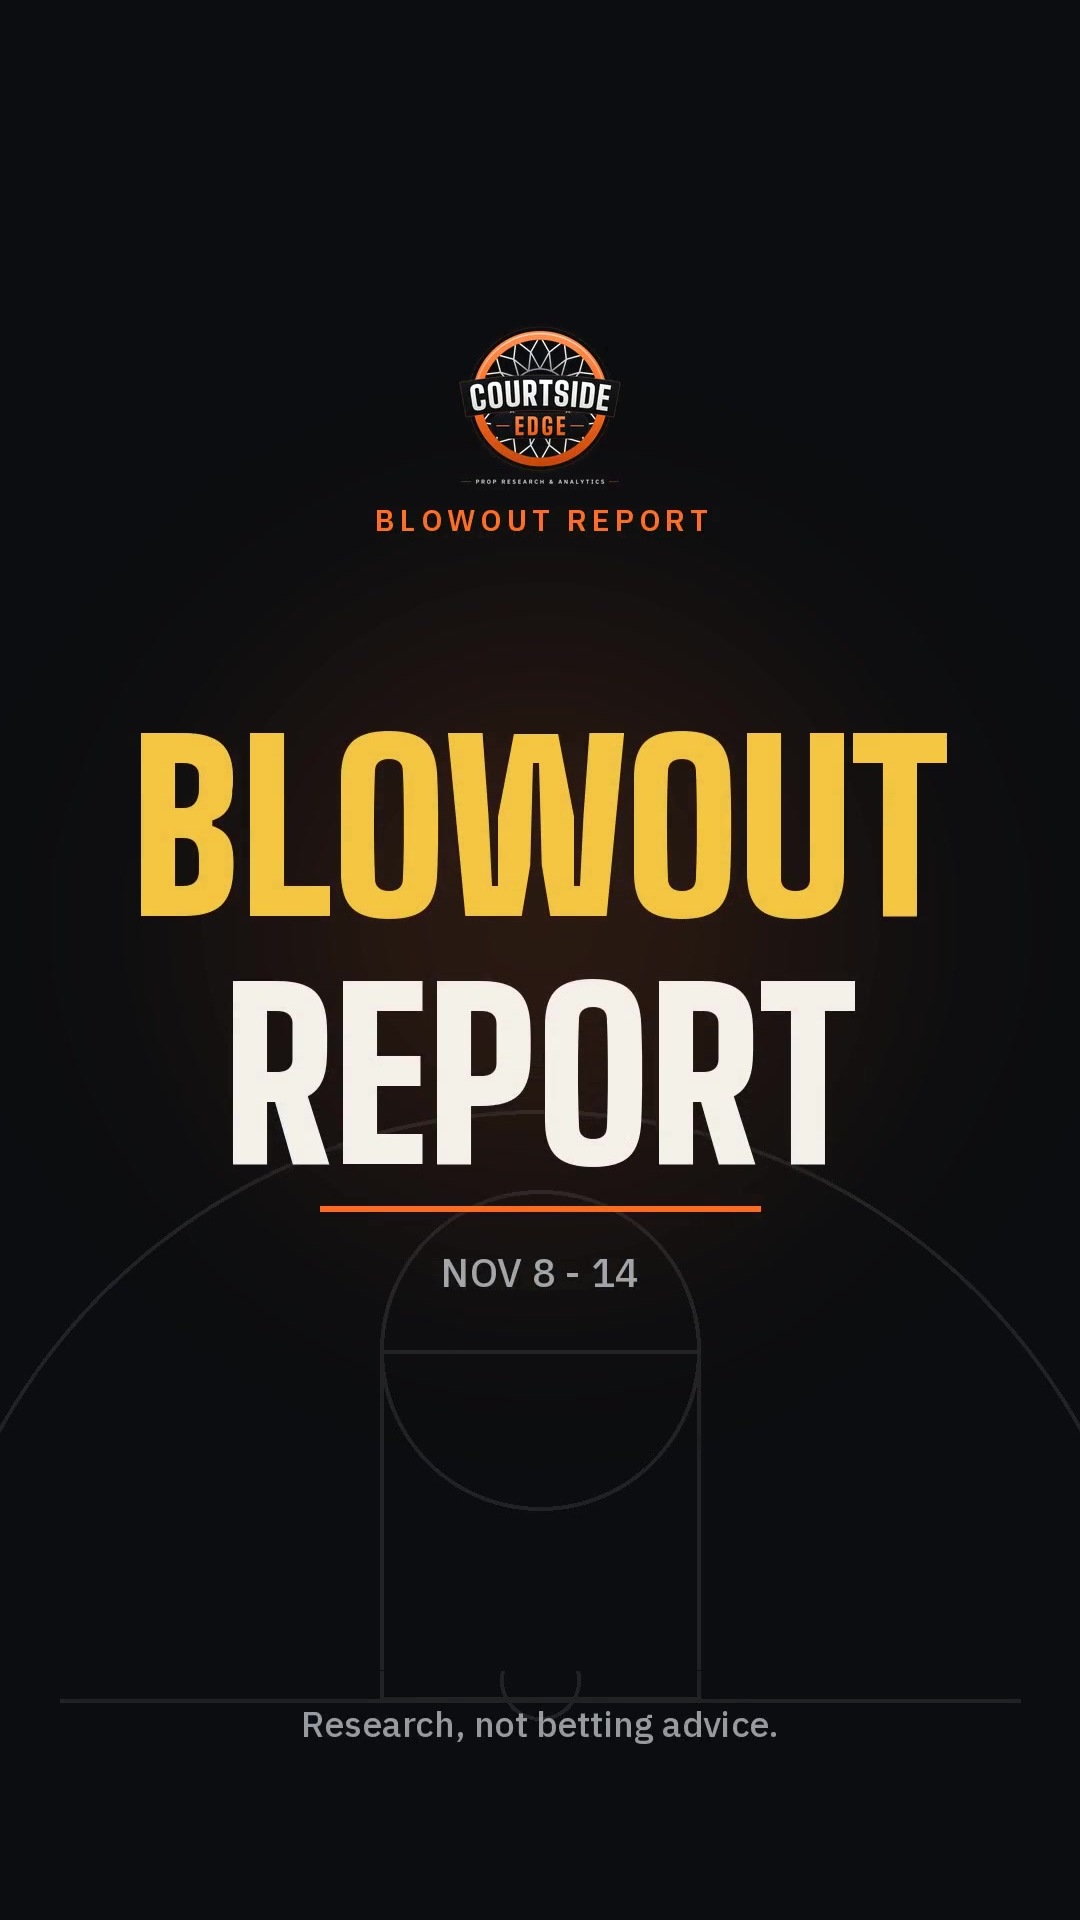 COURTSIDE
EDGE
PROP RESEARCH & ANALYTICS
BLOWOUT REPORT
BLOWOUT
REPORT
NOV 8 - 14
Research, not betting advice.